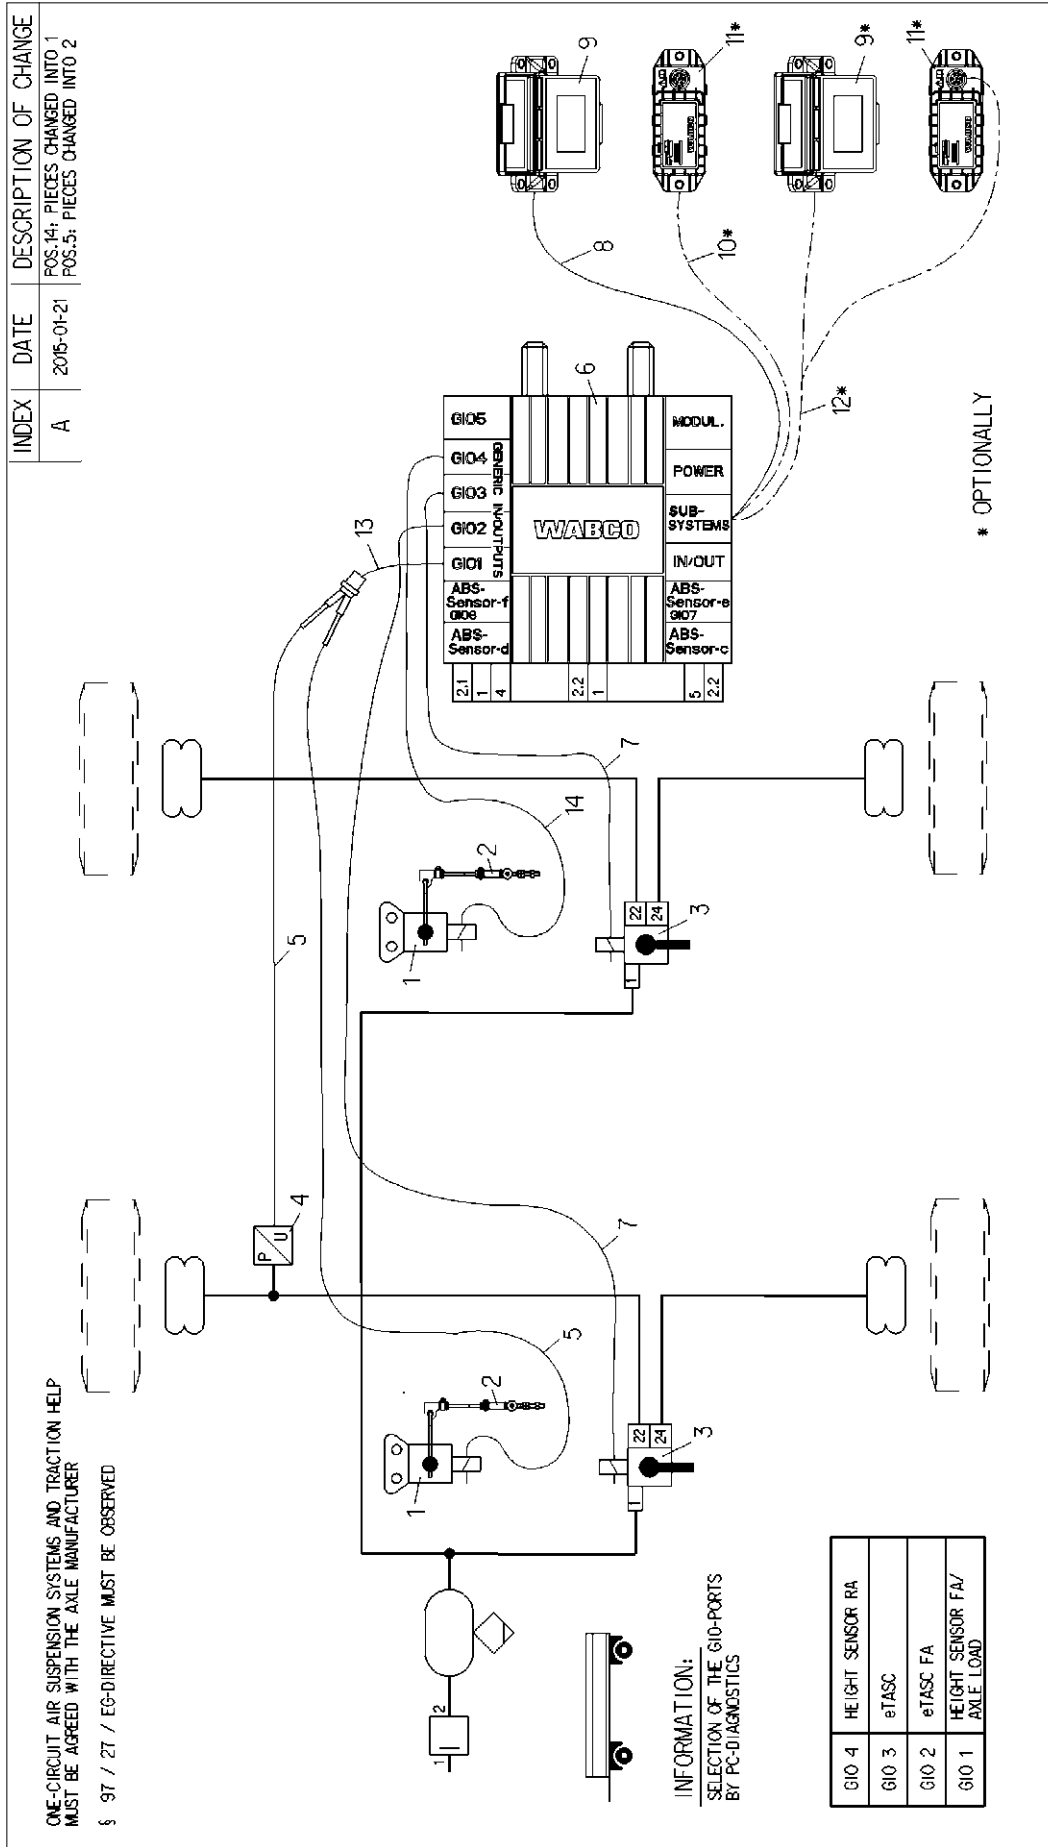 ONE-CIRCUIT AIR SUSPENSION SYSTEMS AND TRACTION HELP
MUST BE AGREED WITH THE AXLE MANUFACTURER
§ 97 / 27 / EG-DIRECTIVE MUST BE OBSERVED
INDEX DATE DESCRIPTION OF CHANGE
A 2015-01-21 POS.14: PIECES CHANGED INTO 1
POS.5: PIECES CHANGED INTO 2
P
U
4
5
13
1
2
1
2
5
7
3
1
22
24
1
2
14
7
3
1
22
24
2.1
1
4
2.2
1
5
2.2
ABS-
Sensor-d
ABS-
Sensor-f
GIO6
GIO1
GIO2
GIO3
GIO4
GIO5
GENERIC IN/OUTPUTS
WABCO
6
ABS-
Sensor-c
ABS-
Sensor-e
GIO7
IN/OUT
SUB-
SYSTEMS
POWER
MODUL.
8
9
10*
11*
12*
9*
11*
WABCO
WABCO
* OPTIONALLY
INFORMATION:
SELECTION OF THE GIO-PORTS
BY PC-DIAGNOSTICS
GIO 4 HEIGHT SENSOR RA
GIO 3 eTASC
GIO 2 eTASC FA
GIO 1 HEIGHT SENSOR FA/
AXLE LOAD